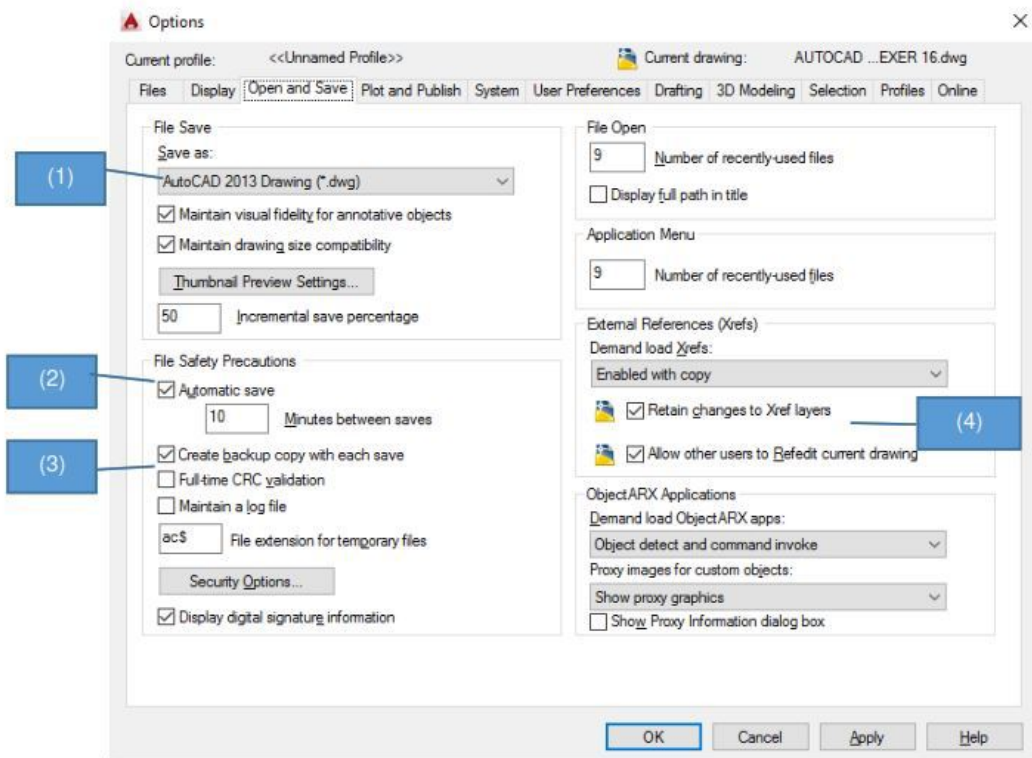 Options
Current profile: <<Unnamed Profile>> Current drawing: AUTOCAD ...EXER 16.dwg
Files Display Open and Save Plot and Publish System User Preferences Drafting 3D Modeling Selection Profiles Online
File Save
Save as:
(1)
AutoCAD 2013 Drawing (*.dwg)
Maintain visual fidelity for annotative objects
Maintain drawing size compatibility
Thumbnail Preview Settings...
50 Incremental save percentage
File Safety Precautions
(2)
Automatic save
10 Minutes between saves
(3)
Create backup copy with each save
Full-time CRC validation
Maintain a log file
ac$ File extension for temporary files
Security Options...
Display digital signature information
File Open
9 Number of recently-used files
Display full path in title
Application Menu
9 Number of recently-used files
External References (Xrefs)
Demand load Xrefs:
Enabled with copy
Retain changes to Xref layers
(4)
Allow other users to Refedit current drawing
ObjectARX Applications
Demand load ObjectARX apps:
Object detect and command invoke
Proxy images for custom objects:
Show proxy graphics
Show Proxy Information dialog box
OK Cancel Apply Help